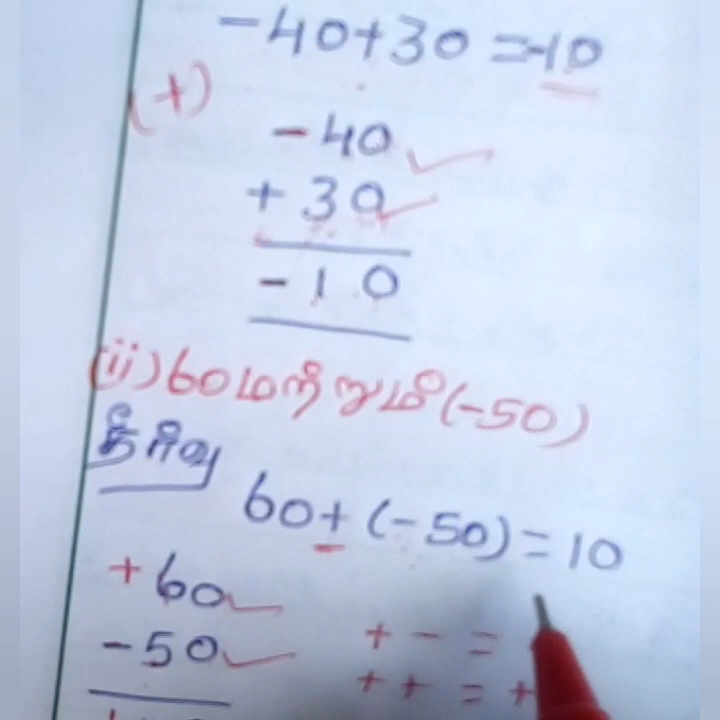 -40+30=-10
(+)
-40
+30
-10
(ii) 60 மற்றும் (-50)
தீர்வு
60+(-50)=10
+60
-50
+ - =
+ + = +